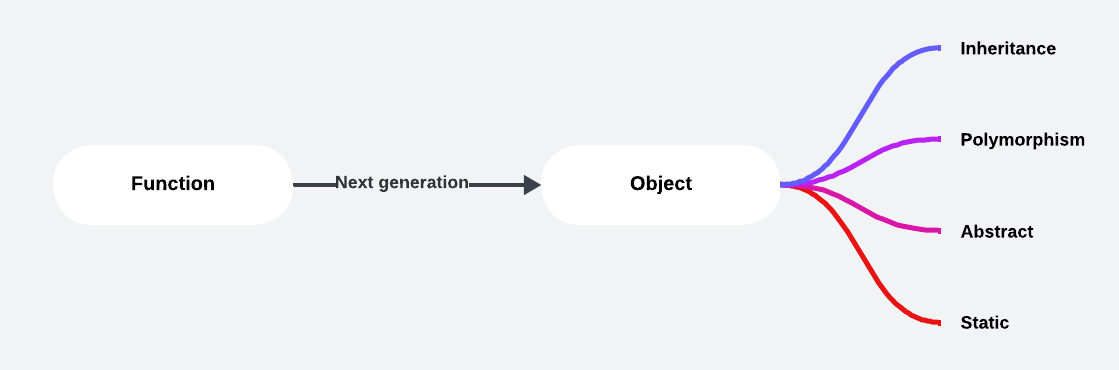 Function
Next generation
Object
Inheritance
Polymorphism
Abstract
Static